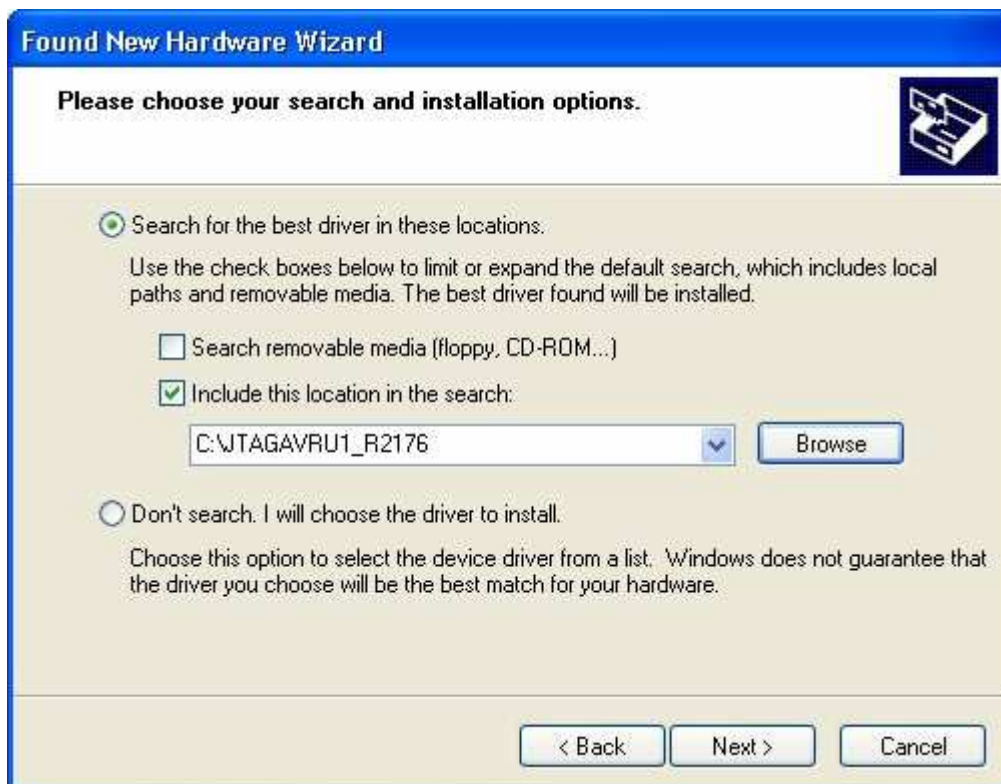 Found New Hardware Wizard
Please choose your search and installation options.
Search for the best driver in these locations.
Use the check boxes below to limit or expand the default search, which includes local
paths and removable media. The best driver found will be installed.
Search removable media (floppy, CD-ROM...)
Include this location in the search:
C:\JTAGAVRU1_R2176
Browse
Don't search. I will choose the driver to install.
Choose this option to select the device driver from a list. Windows does not guarantee that
the driver you choose will be the best match for your hardware.
< Back Next > Cancel